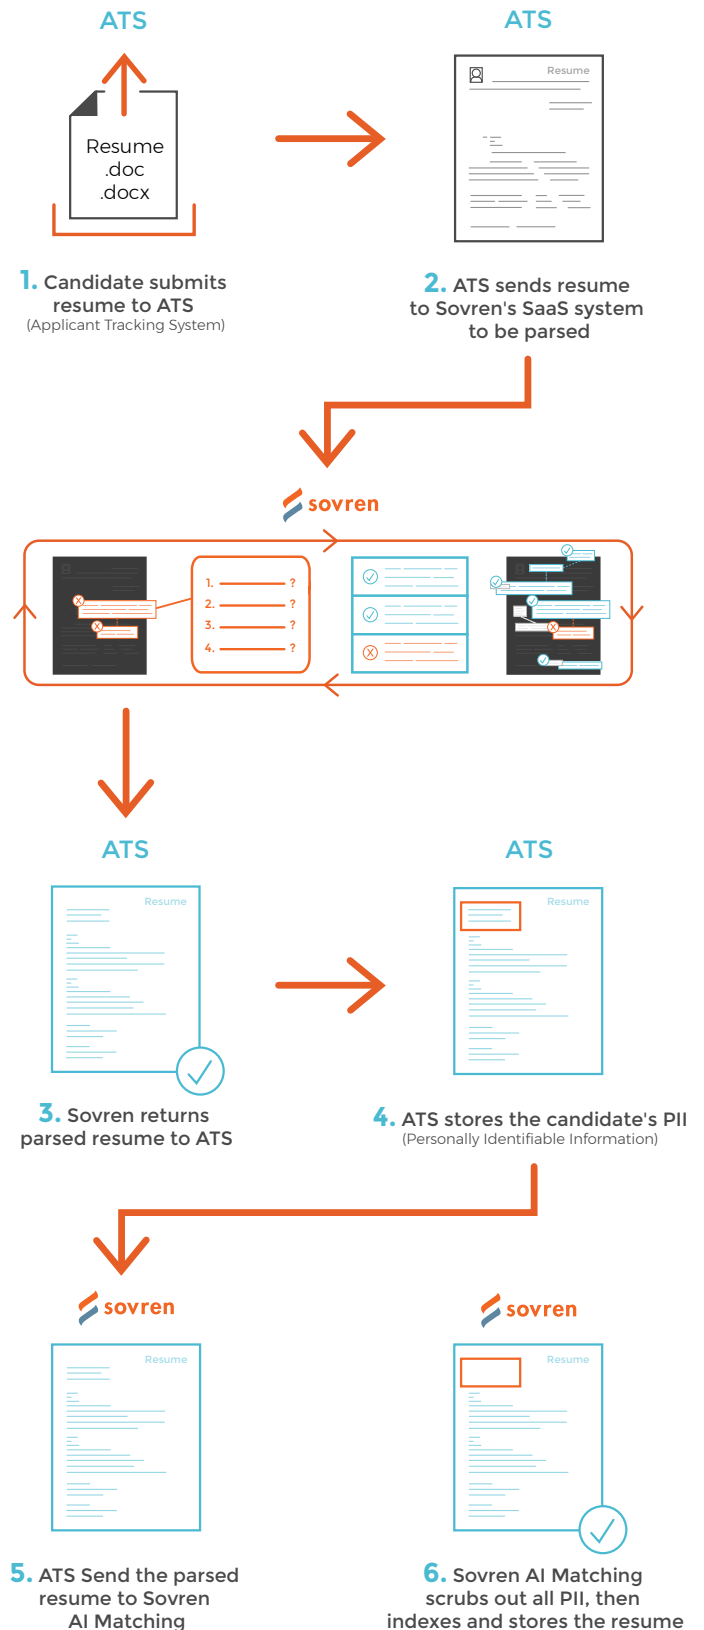 ATS
ATS
Resume
.doc
.docx
Resume
1. Candidate submits
resume to ATS
(Applicant Tracking System)
2. ATS sends resume
to Sovren's SaaS system
to be parsed
sovren
1. ?
2. ?
3. ?
4. ?
ATS
ATS
Resume
Resume
3. Sovren returns
parsed resume to ATS
4. ATS stores the candidate's PII
(Personally Identifiable Information)
sovren
sovren
Resume
Resume
5. ATS Send the parsed
resume to Sovren
AI Matching
6. Sovren AI Matching
scrubs out all PII, then
indexes and stores the resume